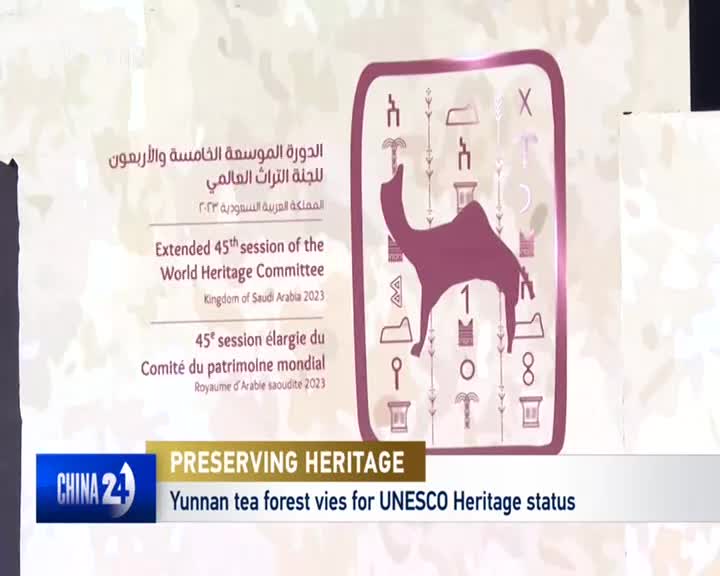 الدورة الموسعة الخامسة والأربعون
للجنة التراث العالمي
المملكة العربية السعودية ٢٠٢٣
Extended 45th session of the
World Heritage Committee
Kingdom of Saudi Arabia 2023
45e session élargie du
Comité du patrimoine mondial
Royaume d'Arabie saoudite 2023
PRESERVING HERITAGE
CHINA 24
Yunnan tea forest vies for UNESCO Heritage status